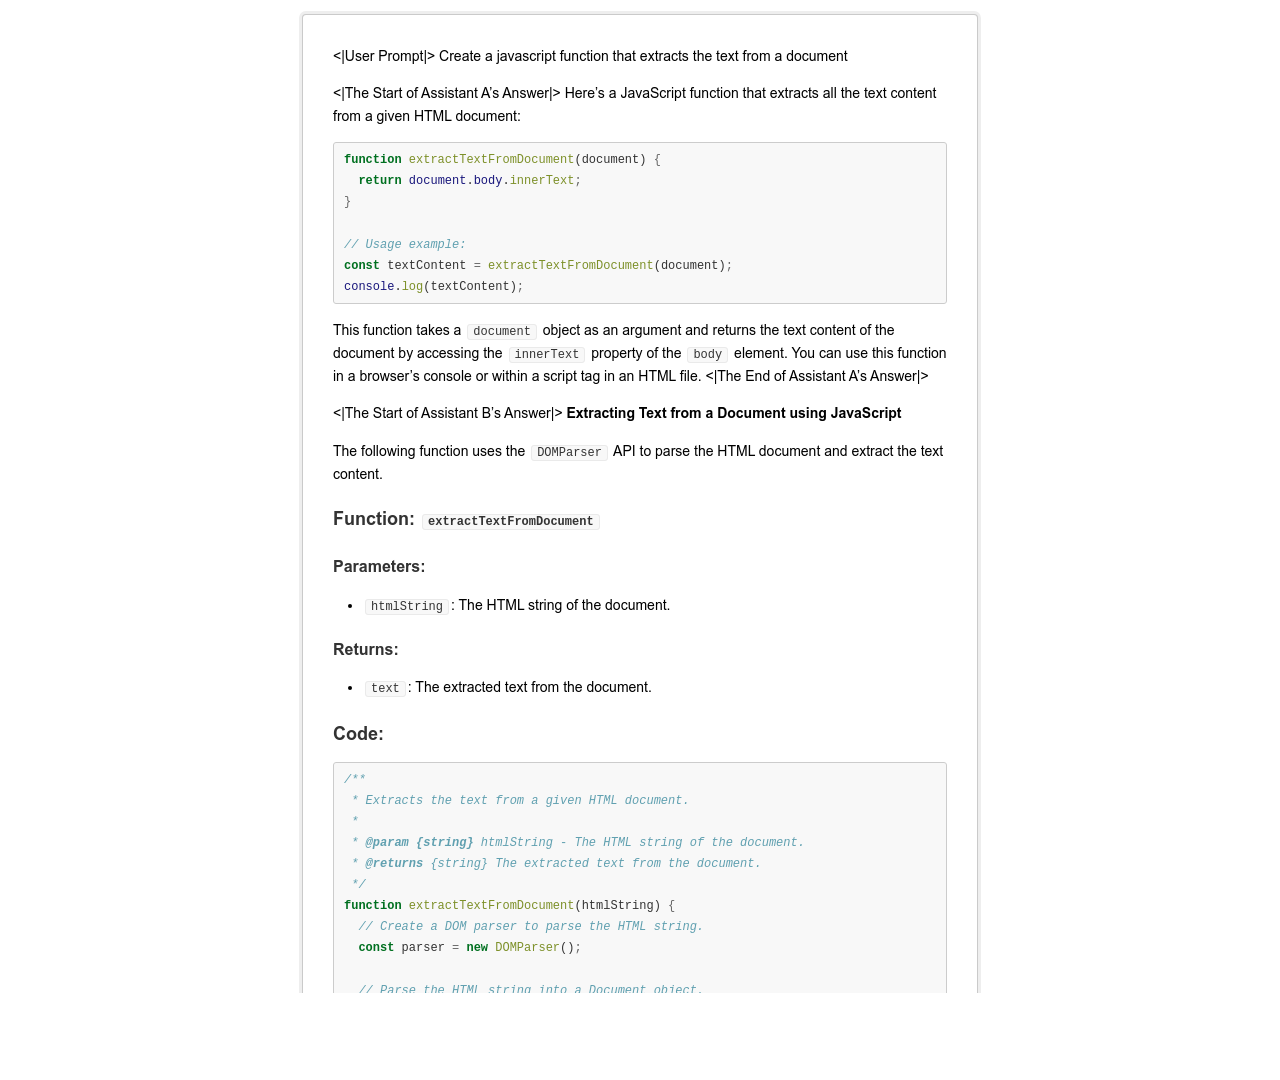 <|User Prompt|> Create a javascript function that extracts the text from a document
<|The Start of Assistant A’s Answer|> Here’s a JavaScript function that extracts all the text content
from a given HTML document:
function extractTextFromDocument(document) {
  return document.body.innerText;
}
// Usage example:
const textContent = extractTextFromDocument(document);
console.log(textContent);
This function takes a document object as an argument and returns the text content of the
document by accessing the innerText property of the body element. You can use this function
in a browser’s console or within a script tag in an HTML file. <|The End of Assistant A’s Answer|>
<|The Start of Assistant B’s Answer|> Extracting Text from a Document using JavaScript
The following function uses the DOMParser API to parse the HTML document and extract the text
content.
Function: extractTextFromDocument
Parameters:
• htmlString: The HTML string of the document.
Returns:
• text: The extracted text from the document.
Code:
/**
 * Extracts the text from a given HTML document.
 *
 * @param {string} htmlString - The HTML string of the document.
 * @returns {string} The extracted text from the document.
 */
function extractTextFromDocument(htmlString) {
  // Create a DOM parser to parse the HTML string.
  const parser = new DOMParser();
  // Parse the HTML string into a Document object.